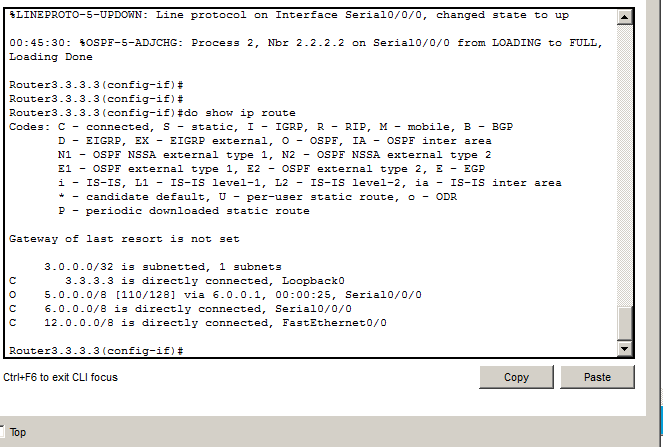 %LINEPROTO-5-UPDOWN: Line protocol on Interface Serial0/0/0, changed state to up
00:45:30: %OSPF-5-ADJCHG: Process 2, Nbr 2.2.2.2 on Serial0/0/0 from LOADING to FULL,
Loading Done
Router3.3.3.3(config-if)#
Router3.3.3.3(config-if)#
Router3.3.3.3(config-if)#do show ip route
Codes: C - connected, S - static, I - IGRP, R - RIP, M - mobile, B - BGP
       D - EIGRP, EX - EIGRP external, O - OSPF, IA - OSPF inter area
       N1 - OSPF NSSA external type 1, N2 - OSPF NSSA external type 2
       E1 - OSPF external type 1, E2 - OSPF external type 2, E - EGP
       i - IS-IS, L1 - IS-IS level-1, L2 - IS-IS level-2, ia - IS-IS inter area
       * - candidate default, U - per-user static route, o - ODR
       P - periodic downloaded static route
Gateway of last resort is not set
     3.0.0.0/32 is subnetted, 1 subnets
C       3.3.3.3 is directly connected, Loopback0
O    5.0.0.0/8 [110/128] via 6.0.0.1, 00:00:25, Serial0/0/0
C    6.0.0.0/8 is directly connected, Serial0/0/0
C    12.0.0.0/8 is directly connected, FastEthernet0/0
Router3.3.3.3(config-if)#
Ctrl+F6 to exit CLI focus
Copy
Paste
Top